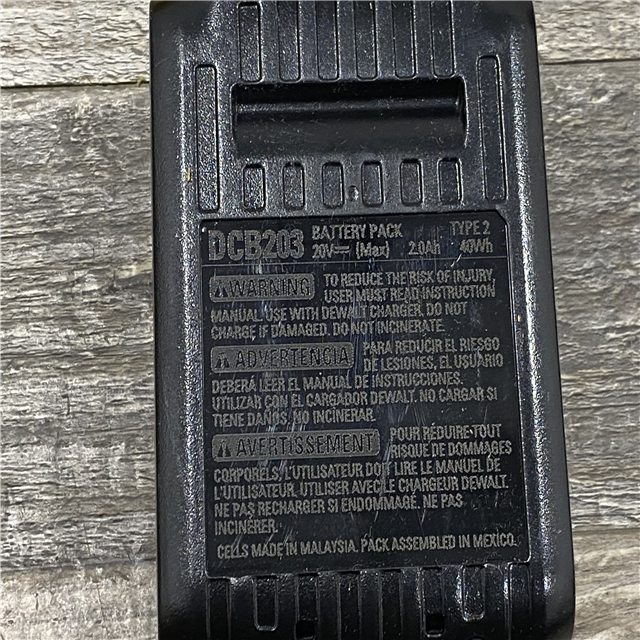 DCB203 BATTERY PACK TYPE 2
20V⎓ (Max) 2.0Ah 40Wh
WARNING TO REDUCE THE RISK OF INJURY,
USER MUST READ INSTRUCTION
MANUAL. USE WITH DEWALT CHARGER. DO NOT
CHARGE IF DAMAGED. DO NOT INCINERATE.
ADVERTENCIA PARA REDUCIR EL RIESGO
DE LESIONES, EL USUARIO
DEBERÁ LEER EL MANUAL DE INSTRUCCIONES.
UTILIZAR CON EL CARGADOR DEWALT. NO CARGAR SI
TIENE DAÑOS. NO INCINERAR.
AVERTISSEMENT POUR RÉDUIRE TOUT
RISQUE DE DOMMAGES
CORPORELS, L'UTILISATEUR DOIT LIRE LE MANUEL DE
L'UTILISATEUR. UTILISER AVEC LE CHARGEUR DEWALT.
NE PAS RECHARGER SI ENDOMMAGÉ. NE PAS
INCINÉRER.
CELLS MADE IN MALAYSIA. PACK ASSEMBLED IN MEXICO.